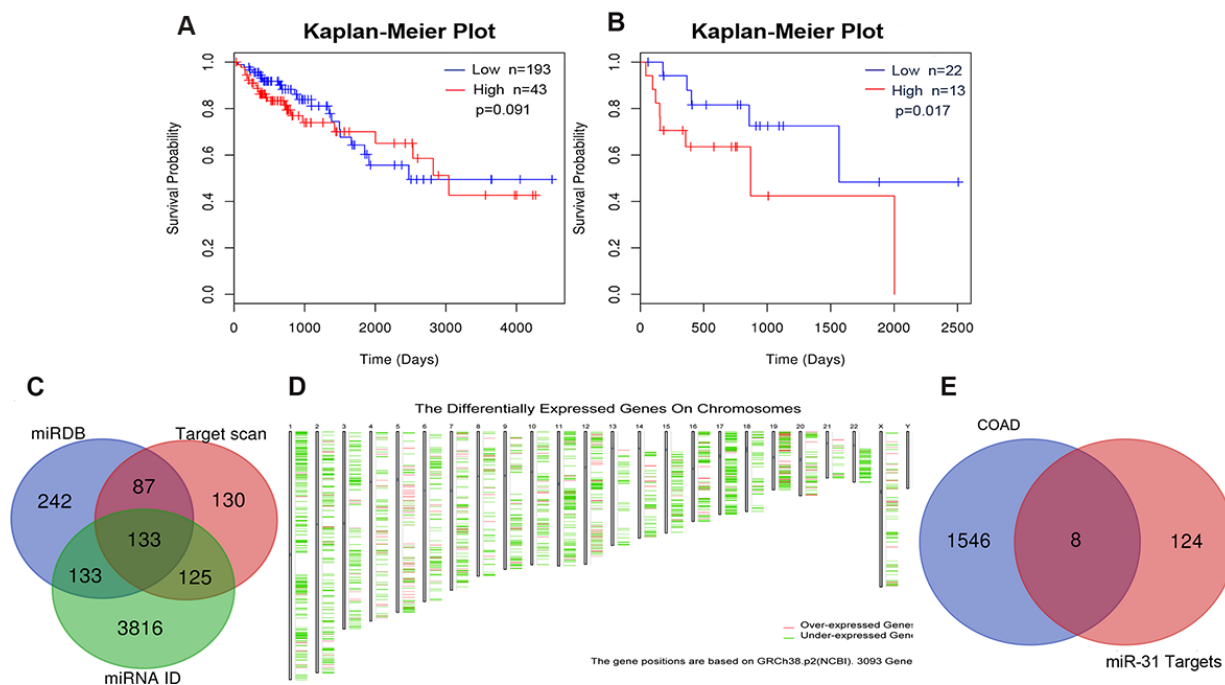 A
Kaplan-Meier Plot
Low n=193
High n=43
p=0.091
Survival Probability
1.0
0.8
0.6
0.4
0.2
0.0
0 1000 2000 3000 4000
Time (Days)
B
Kaplan-Meier Plot
Low n=22
High n=13
p=0.017
Survival Probability
1.0
0.8
0.6
0.4
0.2
0.0
0 500 1000 1500 2000 2500
Time (Days)
C
miRDB
Target scan
242
87
130
133
133
125
3816
miRNA ID
D
The Differentially Expressed Genes On Chromosomes
1 2 3 4 5 6 7 8 9 10 11 12 13 14 15 16 17 18 19 20 21 22 X Y
Over-expressed Genes
Under-expressed Gene
The gene positions are based on GRCh38.p2(NCBI). 3093 Gene
E
COAD
1546
8
124
miR-31 Targets